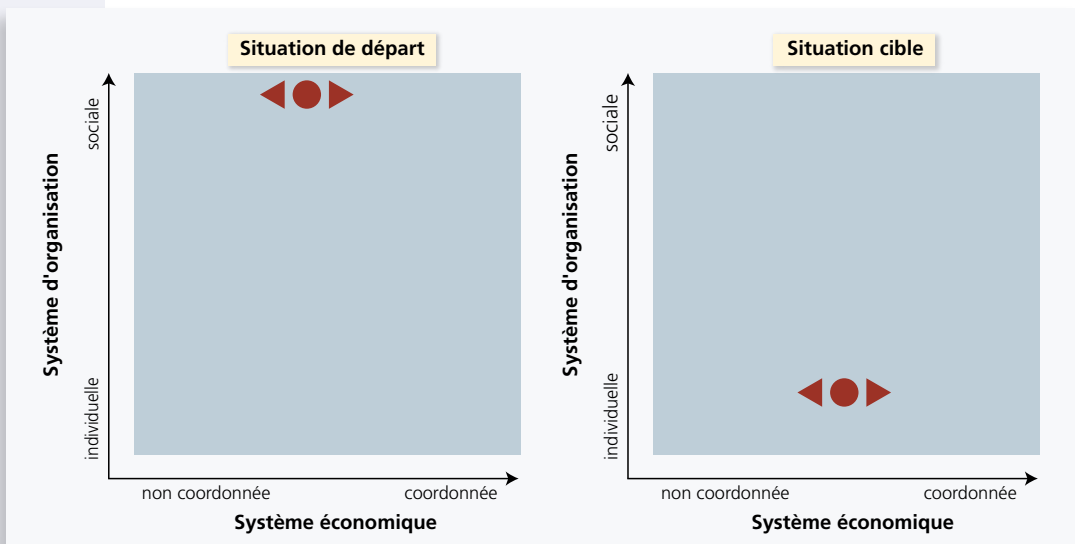 Situation de départ
sociale
Système d'organisation
individuelle
non coordonnée
coordonnée
Système économique
Situation cible
sociale
Système d'organisation
individuelle
non coordonnée
coordonnée
Système économique